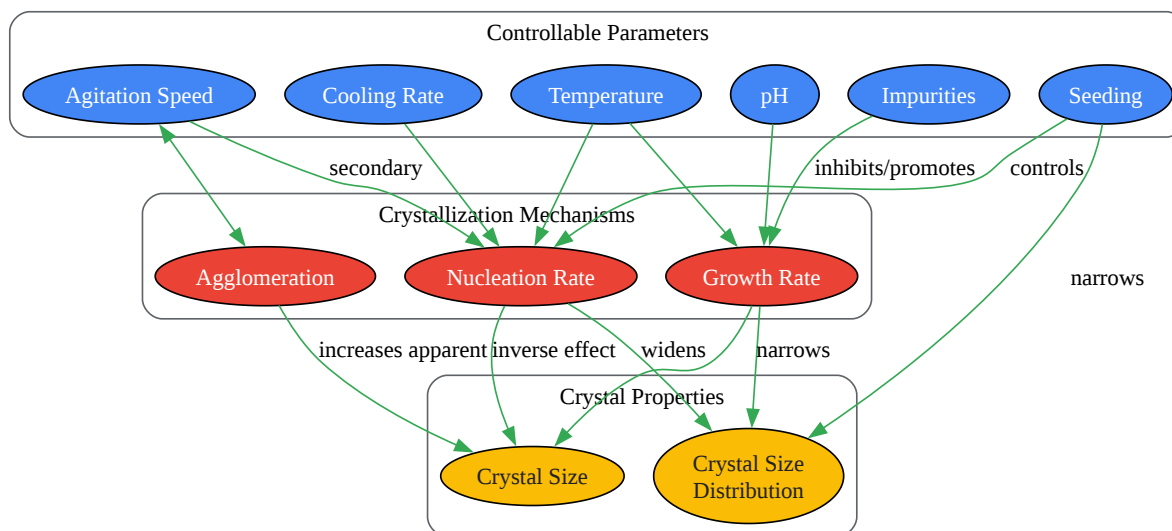 Controllable Parameters
Agitation Speed
Cooling Rate
Temperature
pH
Impurities
Seeding
secondary
inhibits/promotes
controls
Crystallization Mechanisms
Agglomeration
Nucleation Rate
Growth Rate
narrows
increases apparent
inverse effect
widens
narrows
Crystal Properties
Crystal Size
Crystal Size
Distribution